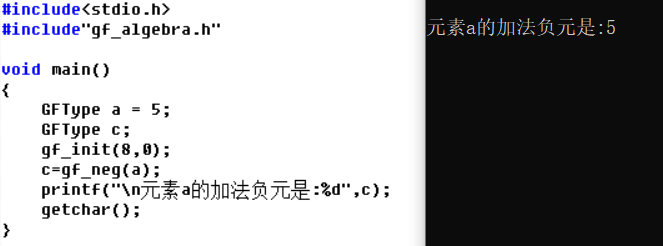 #include<stdio.h>
#include"gf_algebra.h"
void main()
{
GFType a = 5;
GFType c;
gf_init(8,0);
c=gf_neg(a);
printf("\n元素a的加法负元是:%d",c);
getchar();
}
元素a的加法负元是:5